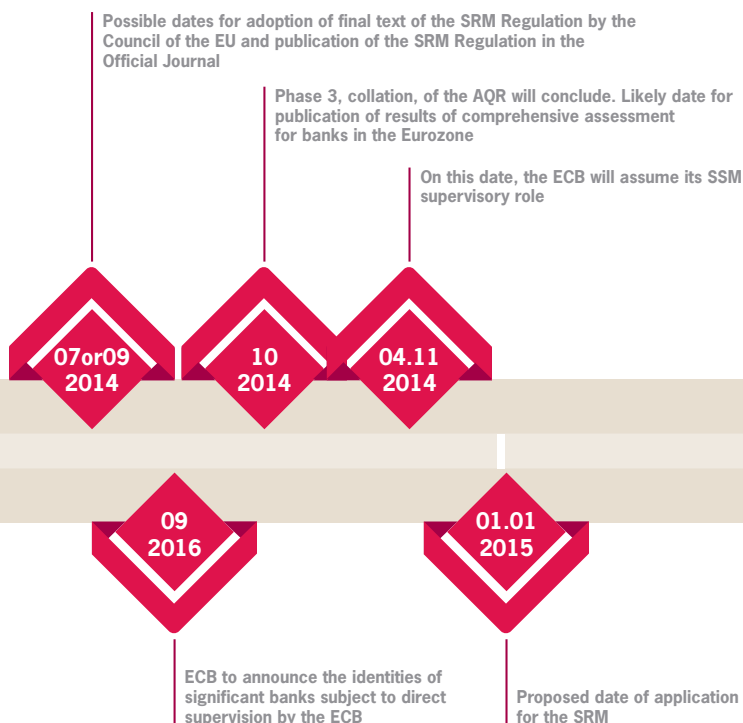 Possible dates for adoption of final text of the SRM Regulation by the
Council of the EU and publication of the SRM Regulation in the
Official Journal
Phase 3, collation, of the AQR will conclude. Likely date for
publication of results of comprehensive assessment
for banks in the Eurozone
On this date, the ECB will assume its SSM
supervisory role
07or09
2014
10
2014
04.11
2014
09
2016
01.01
2015
ECB to announce the identities of
significant banks subject to direct
supervision by the ECB
Proposed date of application
for the SRM